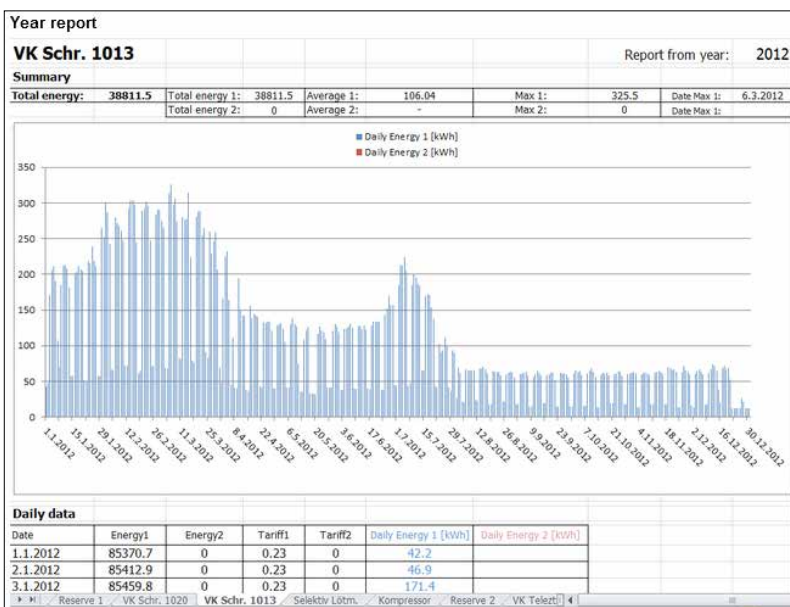 Year report
VK Schr. 1013 Report from year: 2012
Summary
Total energy: 38811.5 Total energy 1: 38811.5 Average 1: 106.04 Max 1: 325.5 Date Max 1: 6.3.2012
Total energy 2: 0 Average 2: - Max 2: 0 Date Max 1:
Daily Energy 1 [kWh]
Daily Energy 2 [kWh]
350
300
250
200
150
100
50
0
1.1.2012 15.1.2012 29.1.2012 12.2.2012 26.2.2012 11.3.2012 25.3.2012 8.4.2012 22.4.2012 6.5.2012 20.5.2012 3.6.2012 17.6.2012 1.7.2012 15.7.2012 29.7.2012 12.8.2012 26.8.2012 9.9.2012 23.9.2012 7.10.2012 21.10.2012 4.11.2012 18.11.2012 2.12.2012 16.12.2012 30.12.2012
Daily data
Date Energy1 Energy2 Tariff1 Tariff2 Daily Energy 1 [kWh] Daily Energy 2 [kWh]
1.1.2012 85370.7 0 0.23 0 42.2
2.1.2012 85412.9 0 0.23 0 46.9
3.1.2012 85459.8 0 0.23 0 171.4
Reserve 1 VK Schr. 1020 VK Schr. 1013 Selektiv Lötm. Kompressor Reserve 2